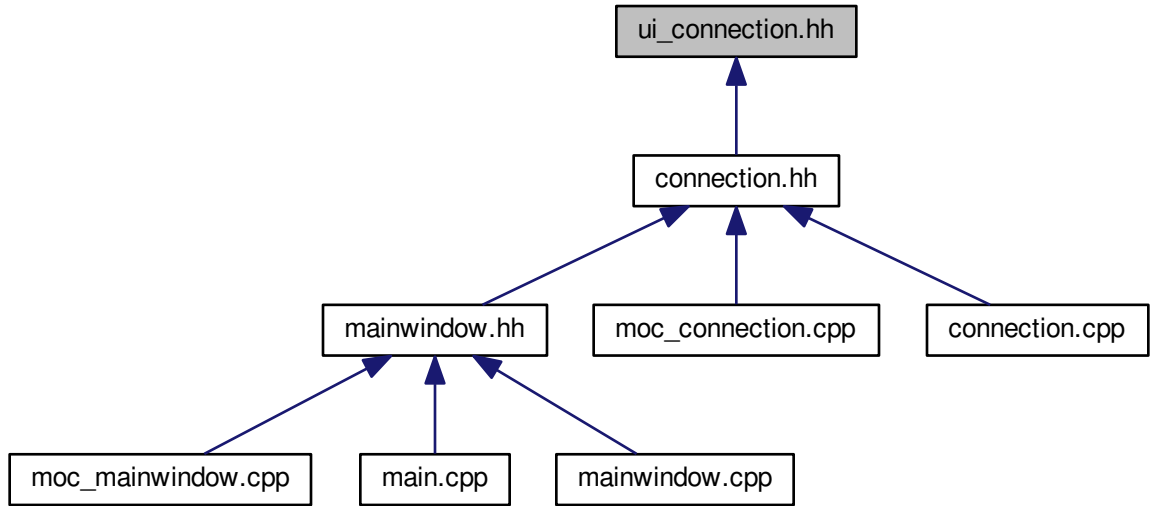 ui_connection.hh
connection.hh
mainwindow.hh
moc_connection.cpp
connection.cpp
moc_mainwindow.cpp
main.cpp
mainwindow.cpp